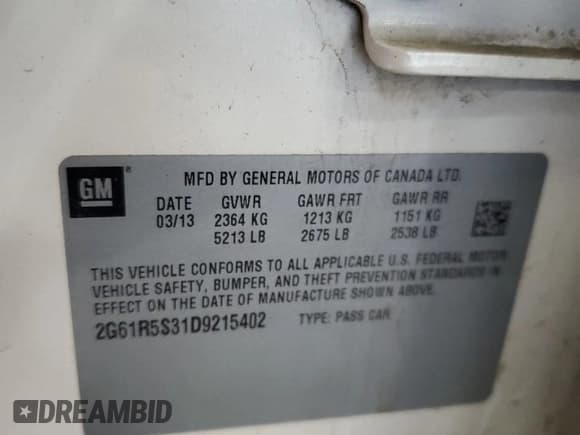 GM®
MFD BY GENERAL MOTORS OF CANADA LTD.
DATE GVWR GAWR FRT GAWR RR
03/13 2364 KG 1213 KG 1151 KG
5213 LB 2675 LB 2538 LB
THIS VEHICLE CONFORMS TO ALL APPLICABLE U.S. FEDERAL MOTOR
VEHICLE SAFETY, BUMPER, AND THEFT PREVENTION STANDARDS IN
EFFECT ON THE DATE OF MANUFACTURE SHOWN ABOVE.
2G61R5S31D9215402 TYPE: PASS CAR
DREAMBID